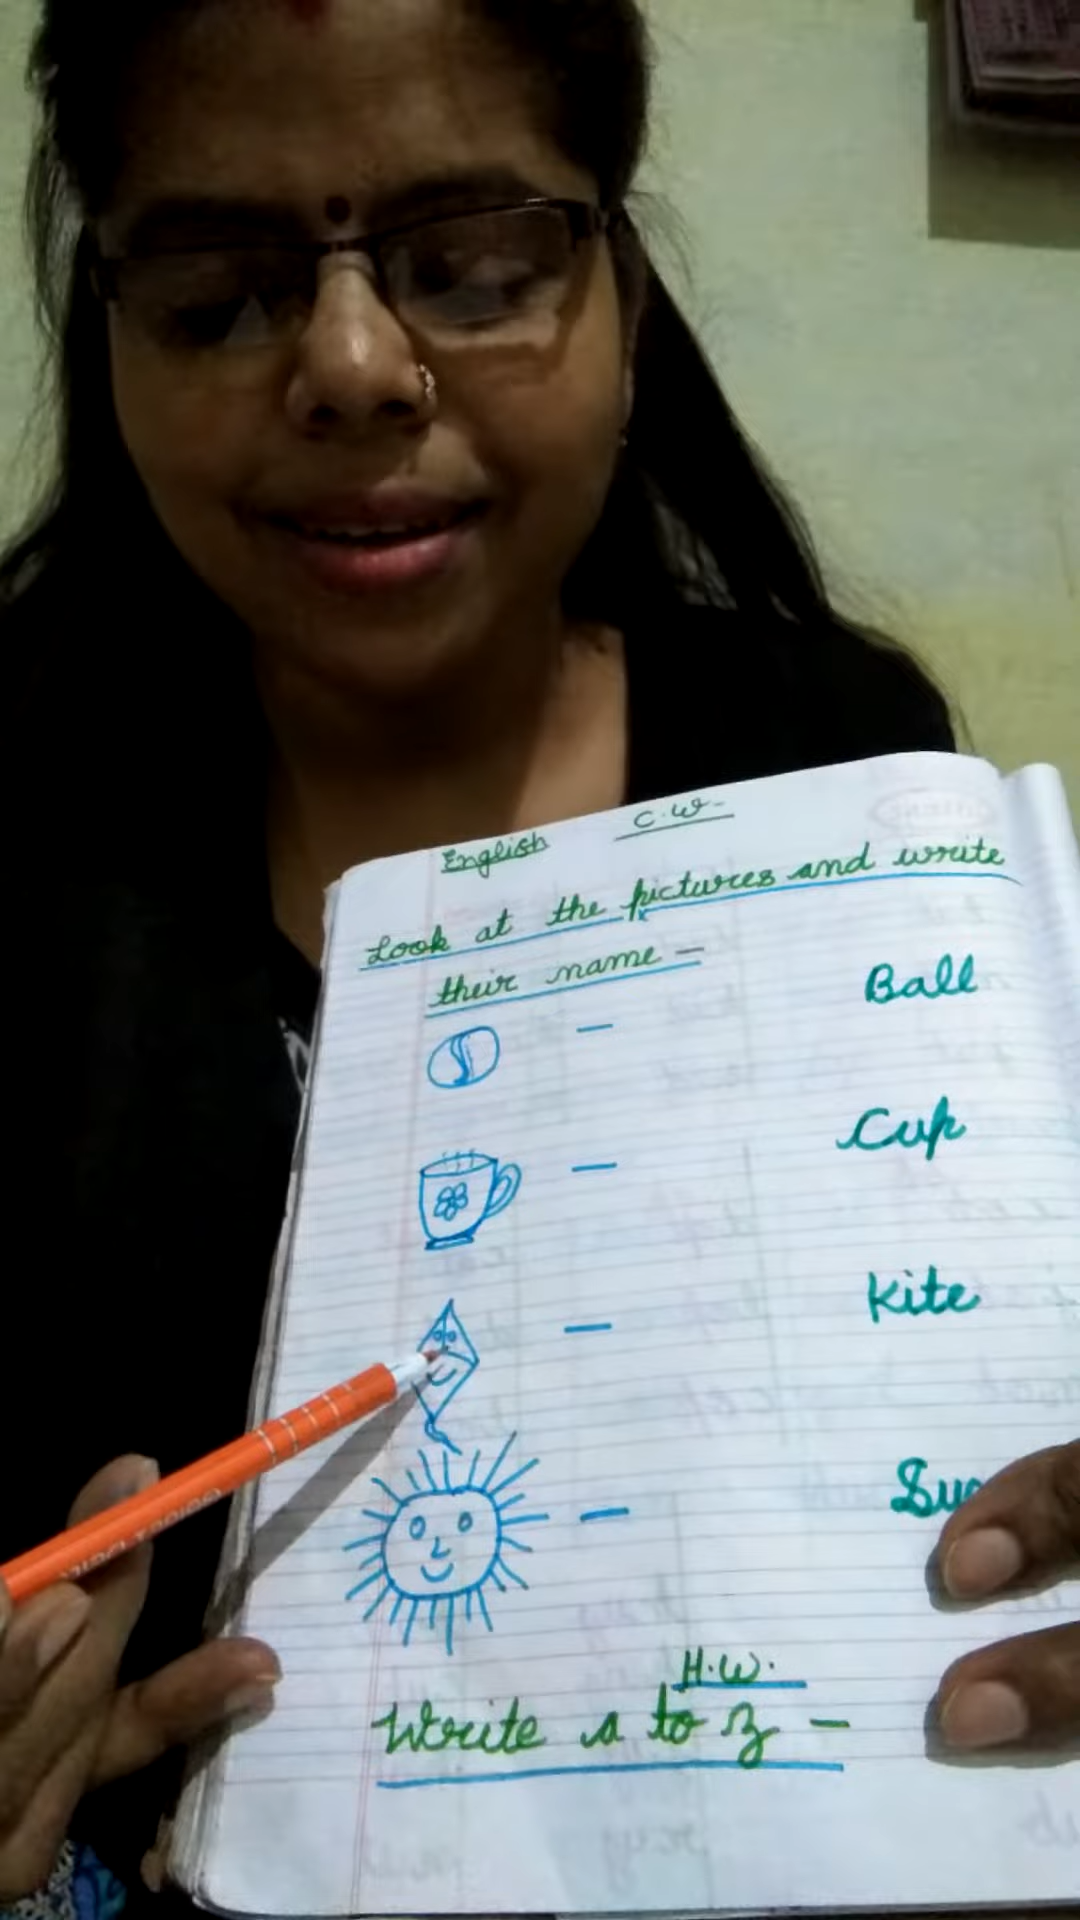 C.W-
English
Look at the pictures and write
their name -
- Ball
- Cup
- Kite
-
H.W.
Write a to z -